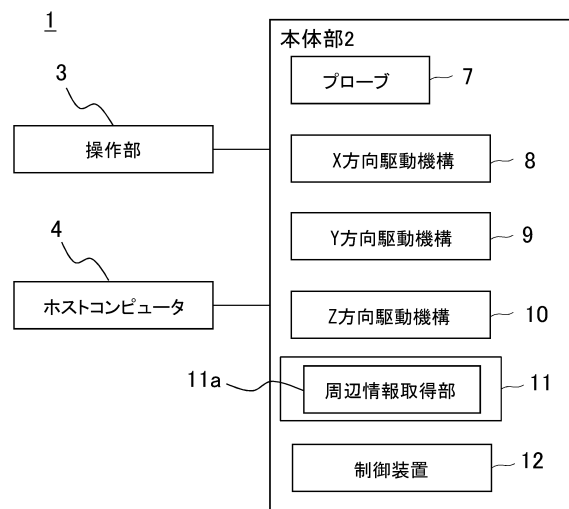 1
本体部2
3
プローブ
7
操作部
X方向駆動機構
8
4
Y方向駆動機構
9
ホストコンピュータ
Z方向駆動機構
10
11a
周辺情報取得部
11
制御装置
12